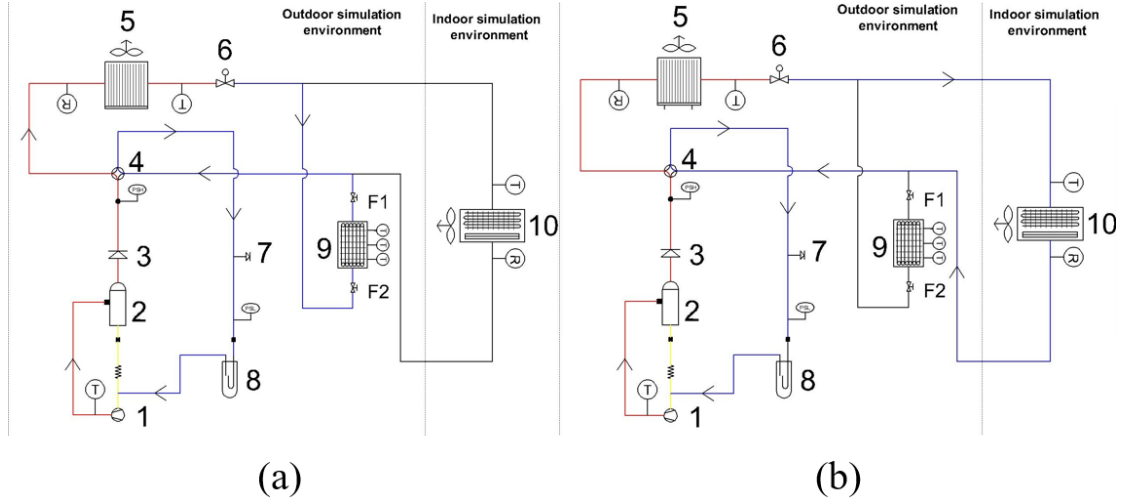 Outdoor simulation
environment
Indoor simulation
environment
5
6
R
T
4
PSH
F1
T
10
3
9
T
T
T
7
R
2
F2
PSL
T
8
1
(a)
Outdoor simulation
environment
Indoor simulation
environment
5
6
R
T
4
PSH
F1
T
10
3
9
T
T
T
7
R
2
F2
PSL
T
8
1
(b)